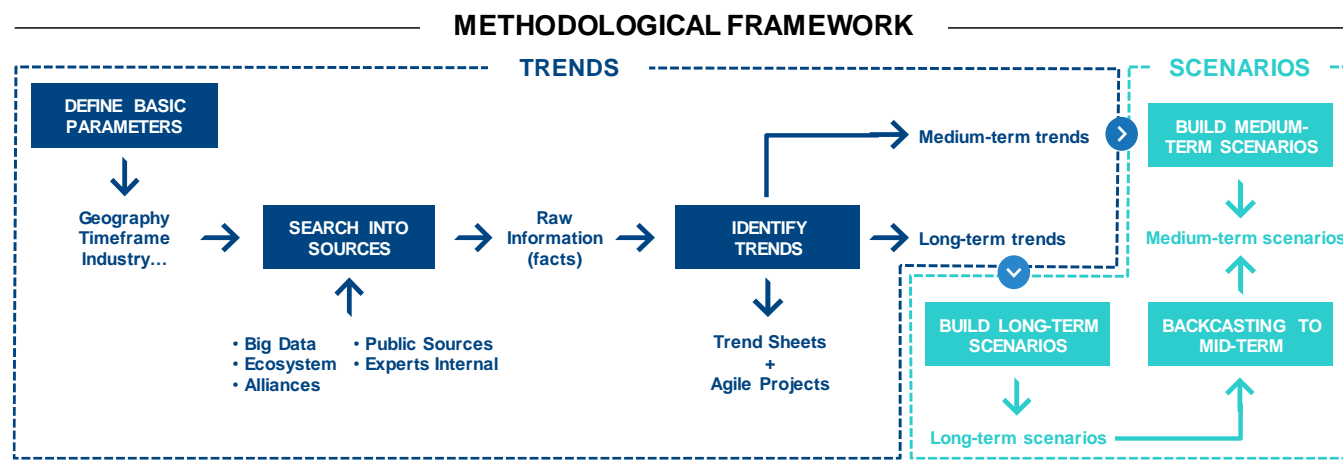 METHODOLOGICAL FRAMEWORK
TRENDS
SCENARIOS
DEFINE BASIC
PARAMETERS
Geography
Timeframe
Industry…
SEARCH INTO
SOURCES
• Big Data
• Ecosystem
• Alliances
• Public Sources
• Experts Internal
Raw
Information
(facts)
IDENTIFY
TRENDS
Trend Sheets
+
Agile Projects
Medium-term trends
Long-term trends
BUILD MEDIUM-
TERM SCENARIOS
Medium-term scenarios
BUILD LONG-TERM
SCENARIOS
BACKCASTING TO
MID-TERM
Long-term scenarios